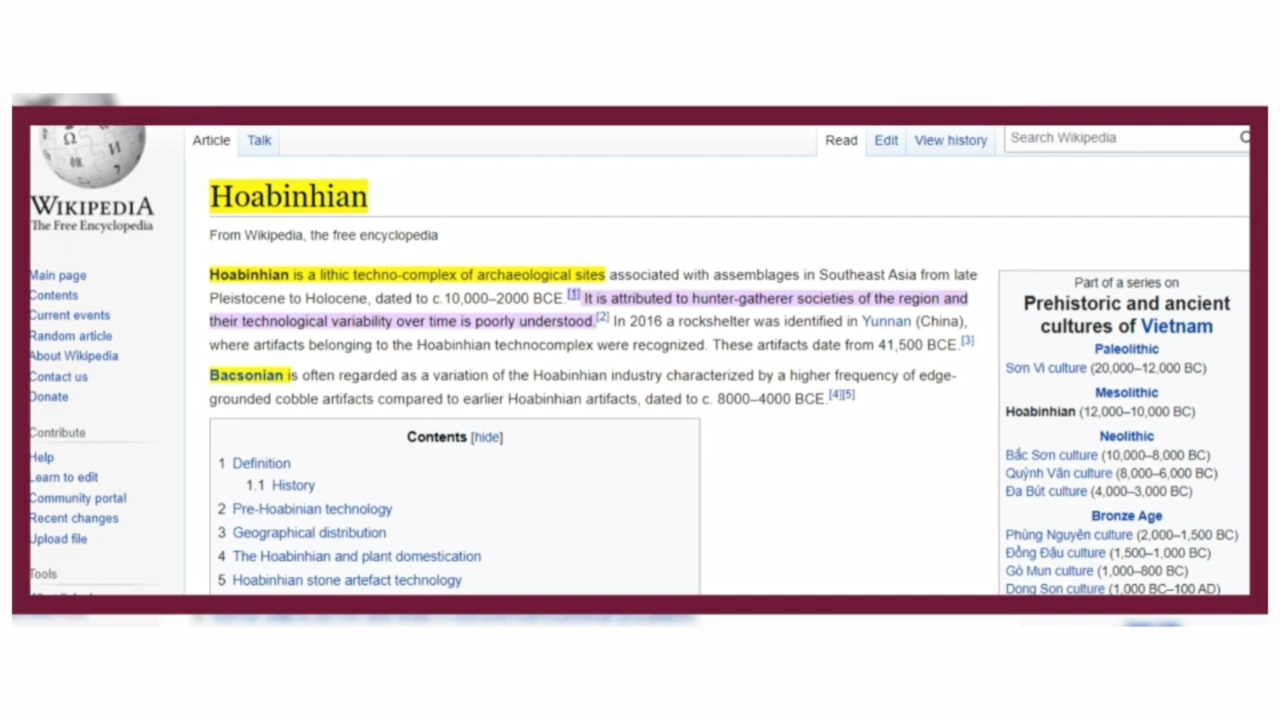 Article Talk Read Edit View history Search Wikipedia
WIKIPEDIA
The Free Encyclopedia
Main page
Contents
Current events
Random article
About Wikipedia
Contact us
Donate
Contribute
Help
Learn to edit
Community portal
Recent changes
Upload file
Tools
Hoabinhian
From Wikipedia, the free encyclopedia
Hoabinhian is a lithic techno-complex of archaeological sites associated with assemblages in Southeast Asia from late
Pleistocene to Holocene, dated to c.10,000–2000 BCE.[1] It is attributed to hunter-gatherer societies of the region and
their technological variability over time is poorly understood.[2] In 2016 a rockshelter was identified in Yunnan (China),
where artifacts belonging to the Hoabinhian technocomplex were recognized. These artifacts date from 41,500 BCE.[3]
Bacsonian is often regarded as a variation of the Hoabinhian industry characterized by a higher frequency of edge-
grounded cobble artifacts compared to earlier Hoabinhian artifacts, dated to c. 8000–4000 BCE.[4][5]
Contents [hide]
1 Definition
1.1 History
2 Pre-Hoabinian technology
3 Geographical distribution
4 The Hoabinhian and plant domestication
5 Hoabinhian stone artefact technology
Part of a series on
Prehistoric and ancient
cultures of Vietnam
Paleolithic
Sơn Vi culture (20,000–12,000 BC)
Mesolithic
Hoabinhian (12,000–10,000 BC)
Neolithic
Bắc Sơn culture (10,000–8,000 BC)
Quỳnh Văn culture (8,000–6,000 BC)
Đa Bút culture (4,000–3,000 BC)
Bronze Age
Phùng Nguyên culture (2,000–1,500 BC)
Đồng Đậu culture (1,500–1,000 BC)
Gò Mun culture (1,000–800 BC)
Dong Son culture (1,000 BC–100 AD)